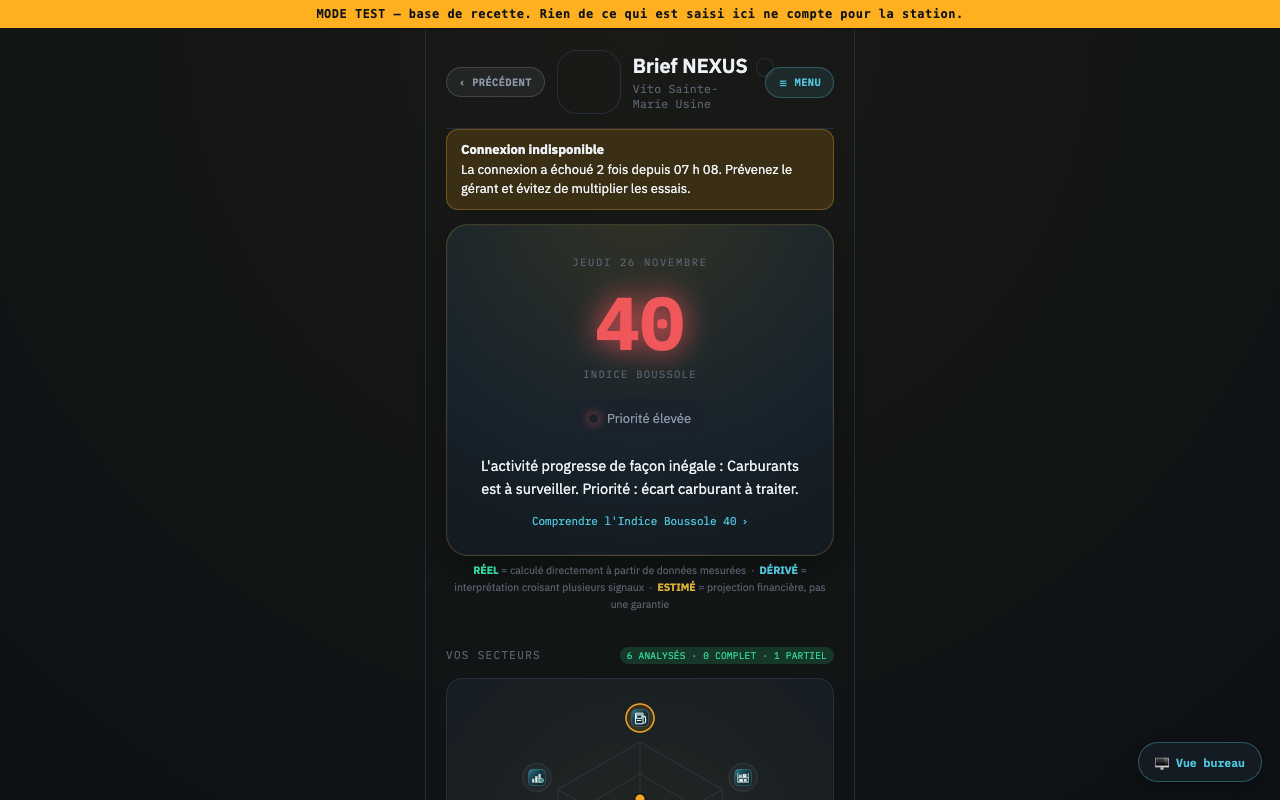 MODE TEST — base de recette. Rien de ce qui est saisi ici ne compte pour la station.
‹ PRÉCÉDENT
Brief NEXUS
Vito Sainte-
Marie Usine
≡ MENU
Connexion indisponible
La connexion a échoué 2 fois depuis 07 h 08. Prévenez le
gérant et évitez de multiplier les essais.
JEUDI 26 NOVEMBRE
40
INDICE BOUSSOLE
Priorité élevée
L'activité progresse de façon inégale : Carburants
est à surveiller. Priorité : écart carburant à traiter.
Comprendre l'Indice Boussole 40 ›
RÉEL = calculé directement à partir de données mesurées · DÉRIVÉ =
interprétation croisant plusieurs signaux · ESTIMÉ = projection financière, pas
une garantie
VOS SECTEURS
6 ANALYSÉS · 0 COMPLET · 1 PARTIEL
Vue bureau